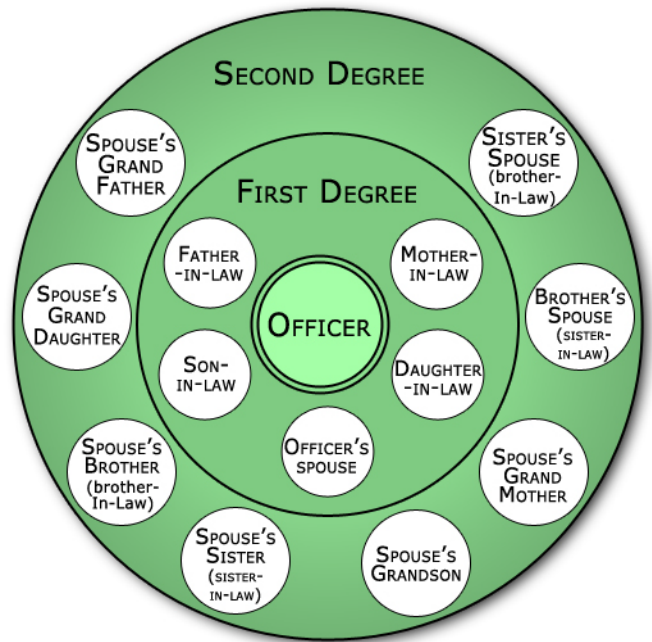 SECOND DEGREE
SPOUSE'S
GRAND
FATHER
SISTER'S
SPOUSE
(brother-
In-Law)
FIRST DEGREE
FATHER
-IN-LAW
MOTHER-
IN-LAW
SPOUSE'S
GRAND
DAUGHTER
OFFICER
BROTHER'S
SPOUSE
(SISTER-
IN-LAW)
SON-
IN-LAW
DAUGHTER
-IN-LAW
SPOUSE'S
BROTHER
(brother-
In-Law)
OFFICER'S
SPOUSE
SPOUSE'S
GRAND
MOTHER
SPOUSE'S
SISTER
(SISTER-
IN-LAW)
SPOUSE'S
GRANDSON